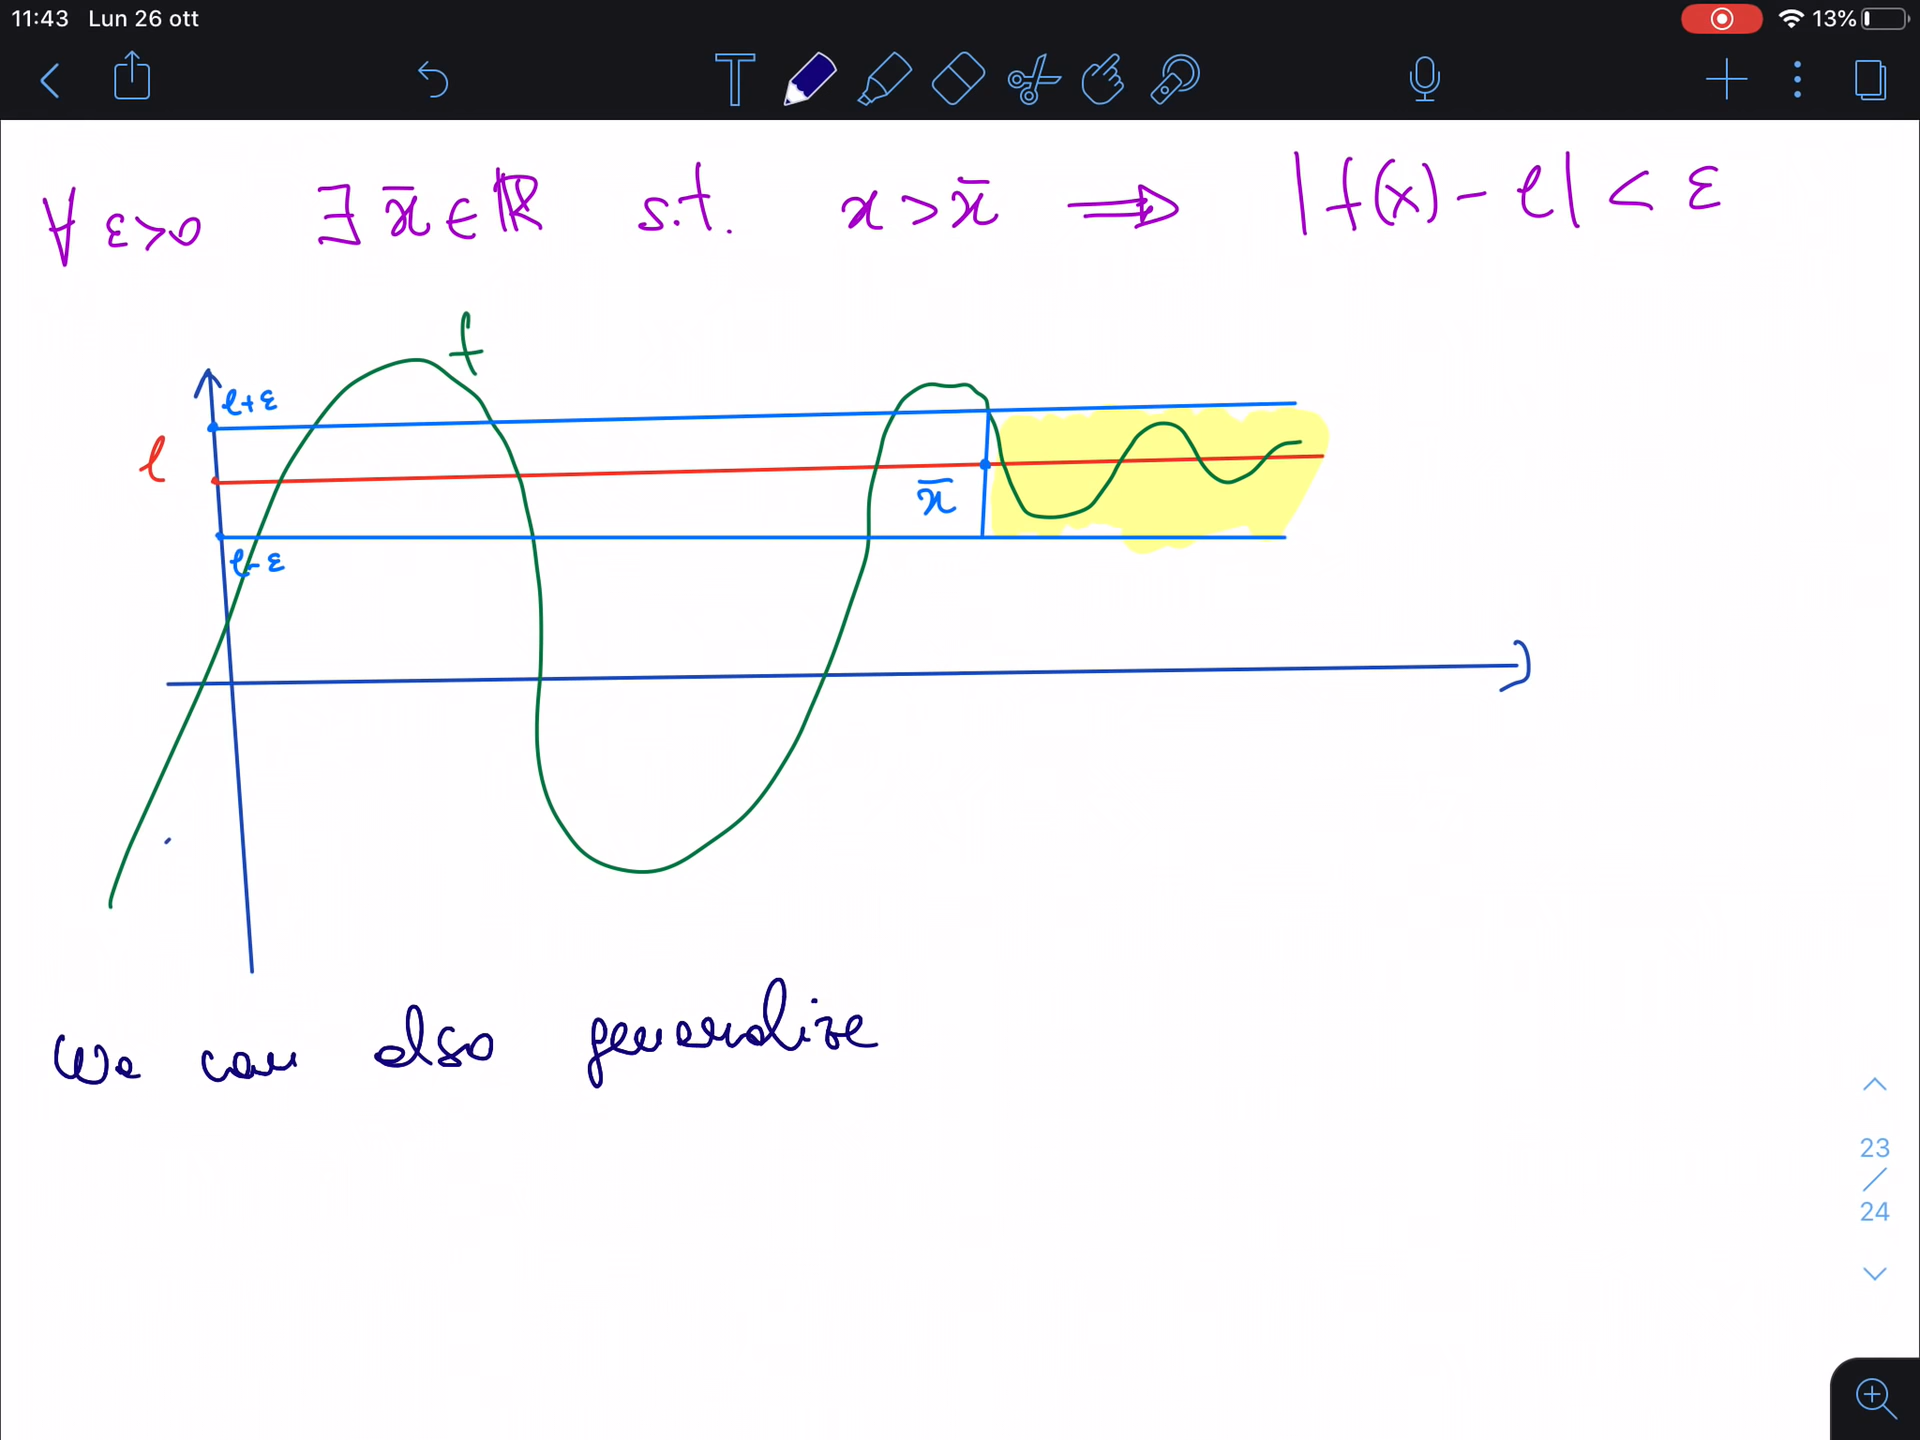 11:43 Lun 26 ott 13%
∀ ε>0 ∃ x̄ ∈ ℝ s.t. x > x̄ ⟹ |f(x) - ℓ| < ε
f
ℓ+ε
ℓ
x̄
ℓ-ε
We can also generalize
23
/
24